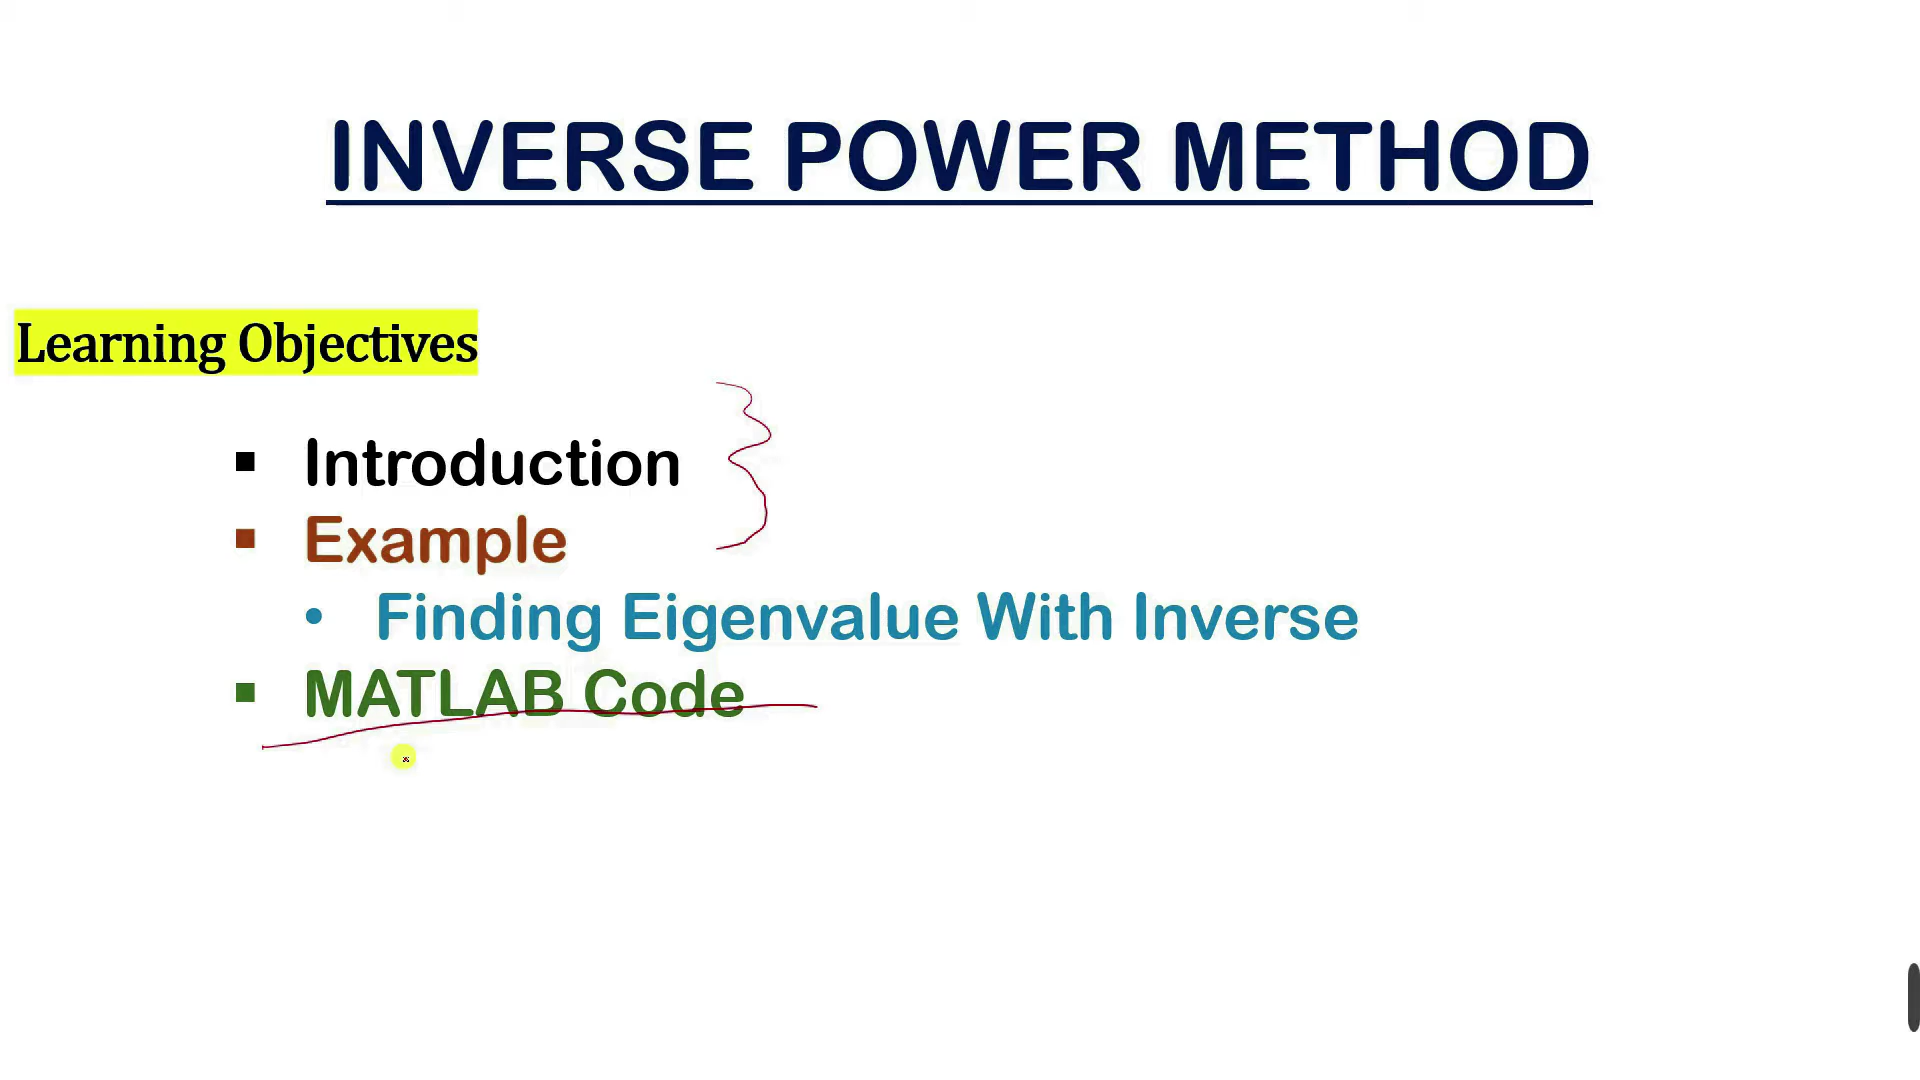 INVERSE POWER METHOD
Learning Objectives
▪ Introduction
▪ Example
• Finding Eigenvalue With Inverse
▪ MATLAB Code